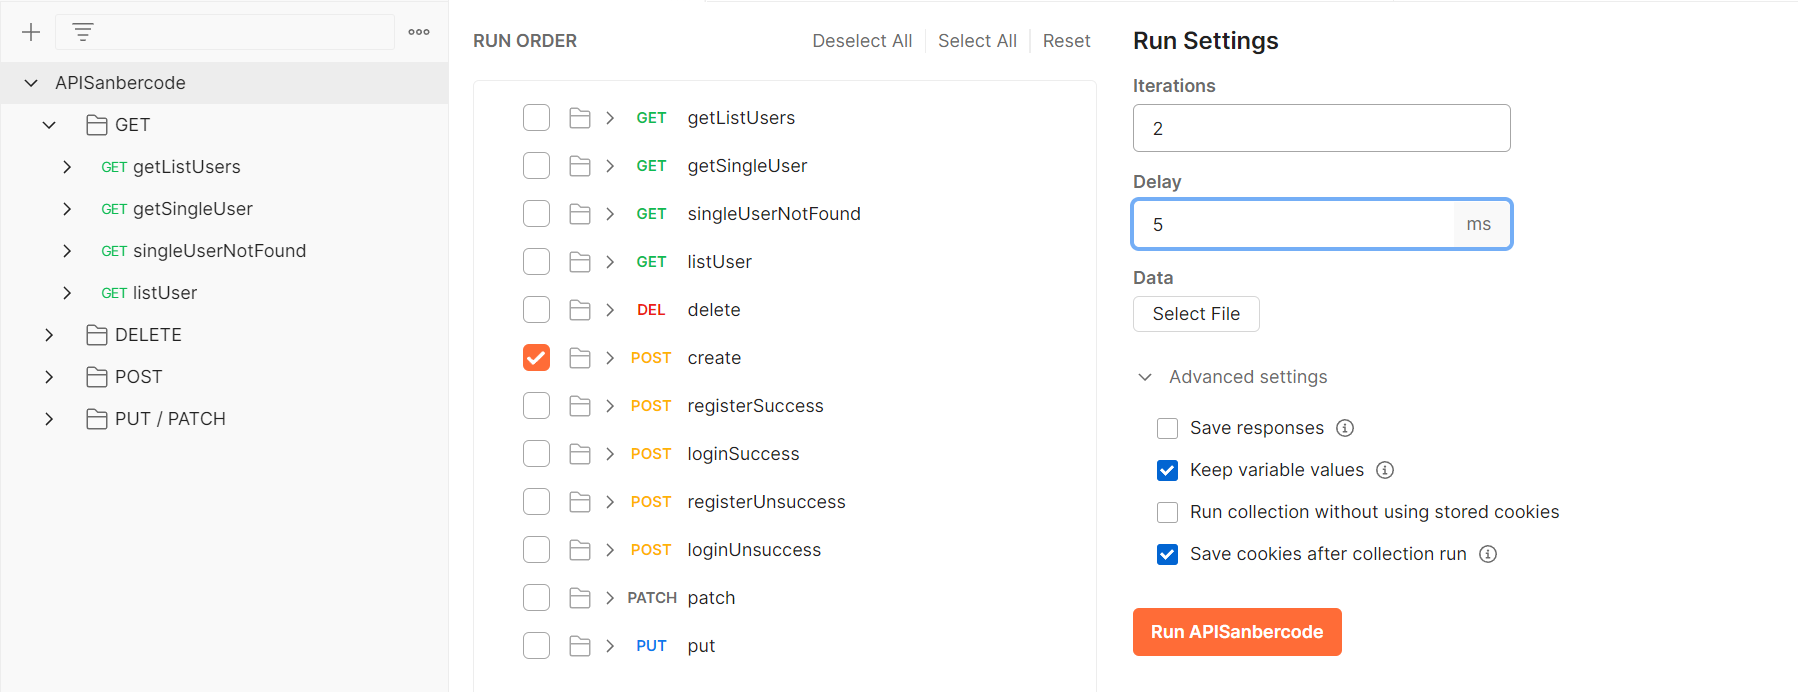 APISanbercode
GET
GET getListUsers
GET getSingleUser
GET singleUserNotFound
GET listUser
DELETE
POST
PUT / PATCH
RUN ORDER
Deselect All
Select All
Reset
GET getListUsers
GET getSingleUser
GET singleUserNotFound
GET listUser
DEL delete
POST create
POST registerSuccess
POST loginSuccess
POST registerUnsuccess
POST loginUnsuccess
PATCH patch
PUT put
Run Settings
Iterations
2
Delay
5 ms
Data
Select File
Advanced settings
Save responses
Keep variable values
Run collection without using stored cookies
Save cookies after collection run
Run APISanbercode